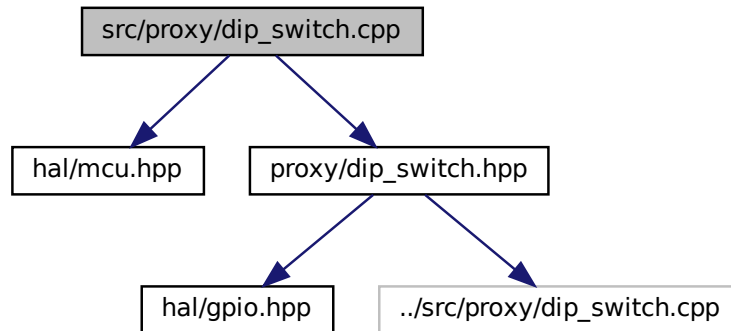 src/proxy/dip_switch.cpp
hal/mcu.hpp
proxy/dip_switch.hpp
hal/gpio.hpp
../src/proxy/dip_switch.cpp